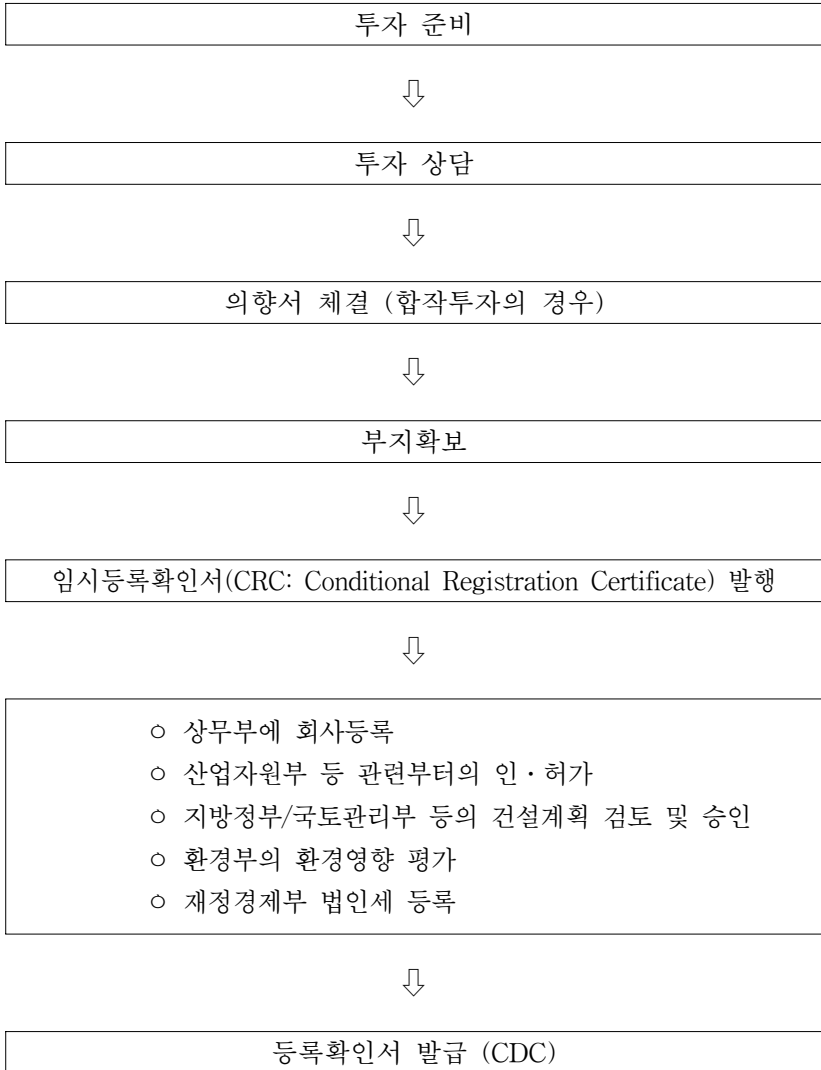 투자 준비
⇩
투자 상담
⇩
의향서 체결 (합작투자의 경우)
⇩
부지확보
⇩
임시등록확인서(CRC: Conditional Registration Certificate) 발행
⇩
ㅇ 상무부에 회사등록
ㅇ 산업자원부 등 관련부터의 인·허가
ㅇ 지방정부/국토관리부 등의 건설계획 검토 및 승인
ㅇ 환경부의 환경영향 평가
ㅇ 재정경제부 법인세 등록
⇩
등록확인서 발급 (CDC)